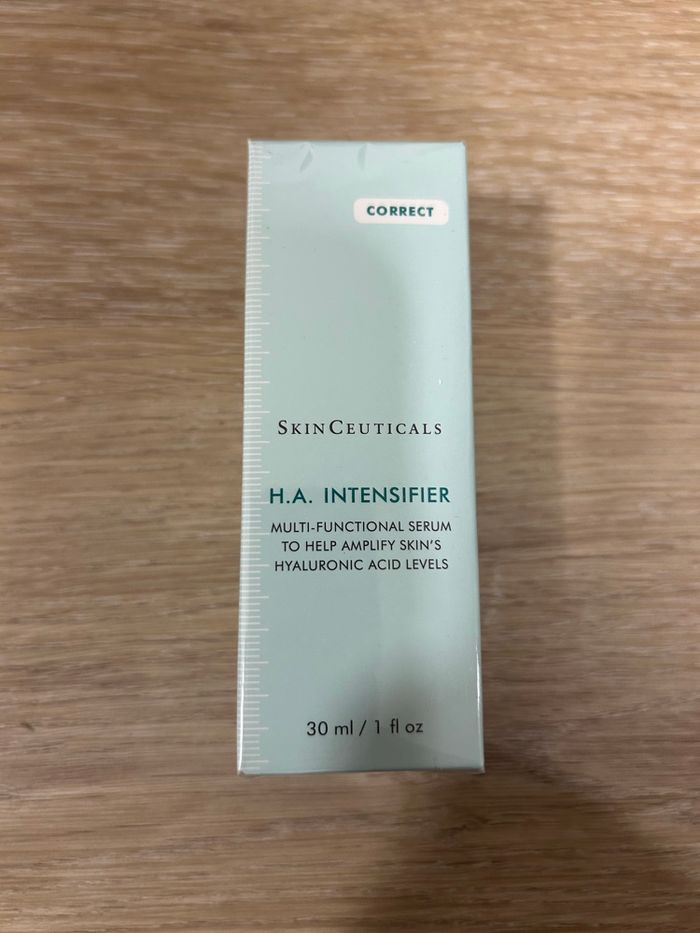 CORRECT
SKINCEUTICALS
H.A. INTENSIFIER
MULTI-FUNCTIONAL SERUM
TO HELP AMPLIFY SKIN'S
HYALURONIC ACID LEVELS
30 ml / 1 fl oz